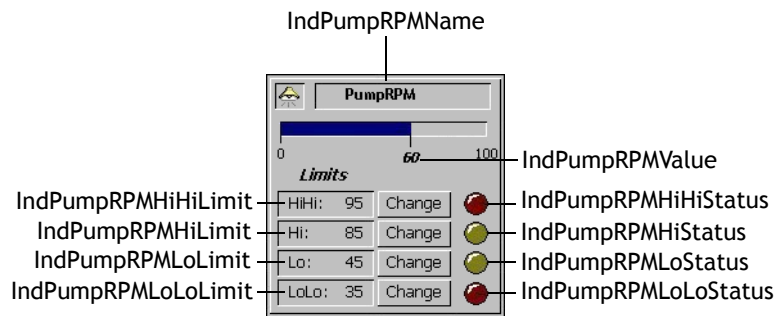 IndPumpRPMName
PumpRPM
0 60 100
IndPumpRPMValue
Limits
IndPumpRPMHiHiLimit HiHi: 95 Change IndPumpRPMHiHiStatus
IndPumpRPMHiLimit Hi: 85 Change IndPumpRPMHiStatus
IndPumpRPMLoLimit Lo: 45 Change IndPumpRPMLoStatus
IndPumpRPMLoLoLimit LoLo: 35 Change IndPumpRPMLoLoStatus